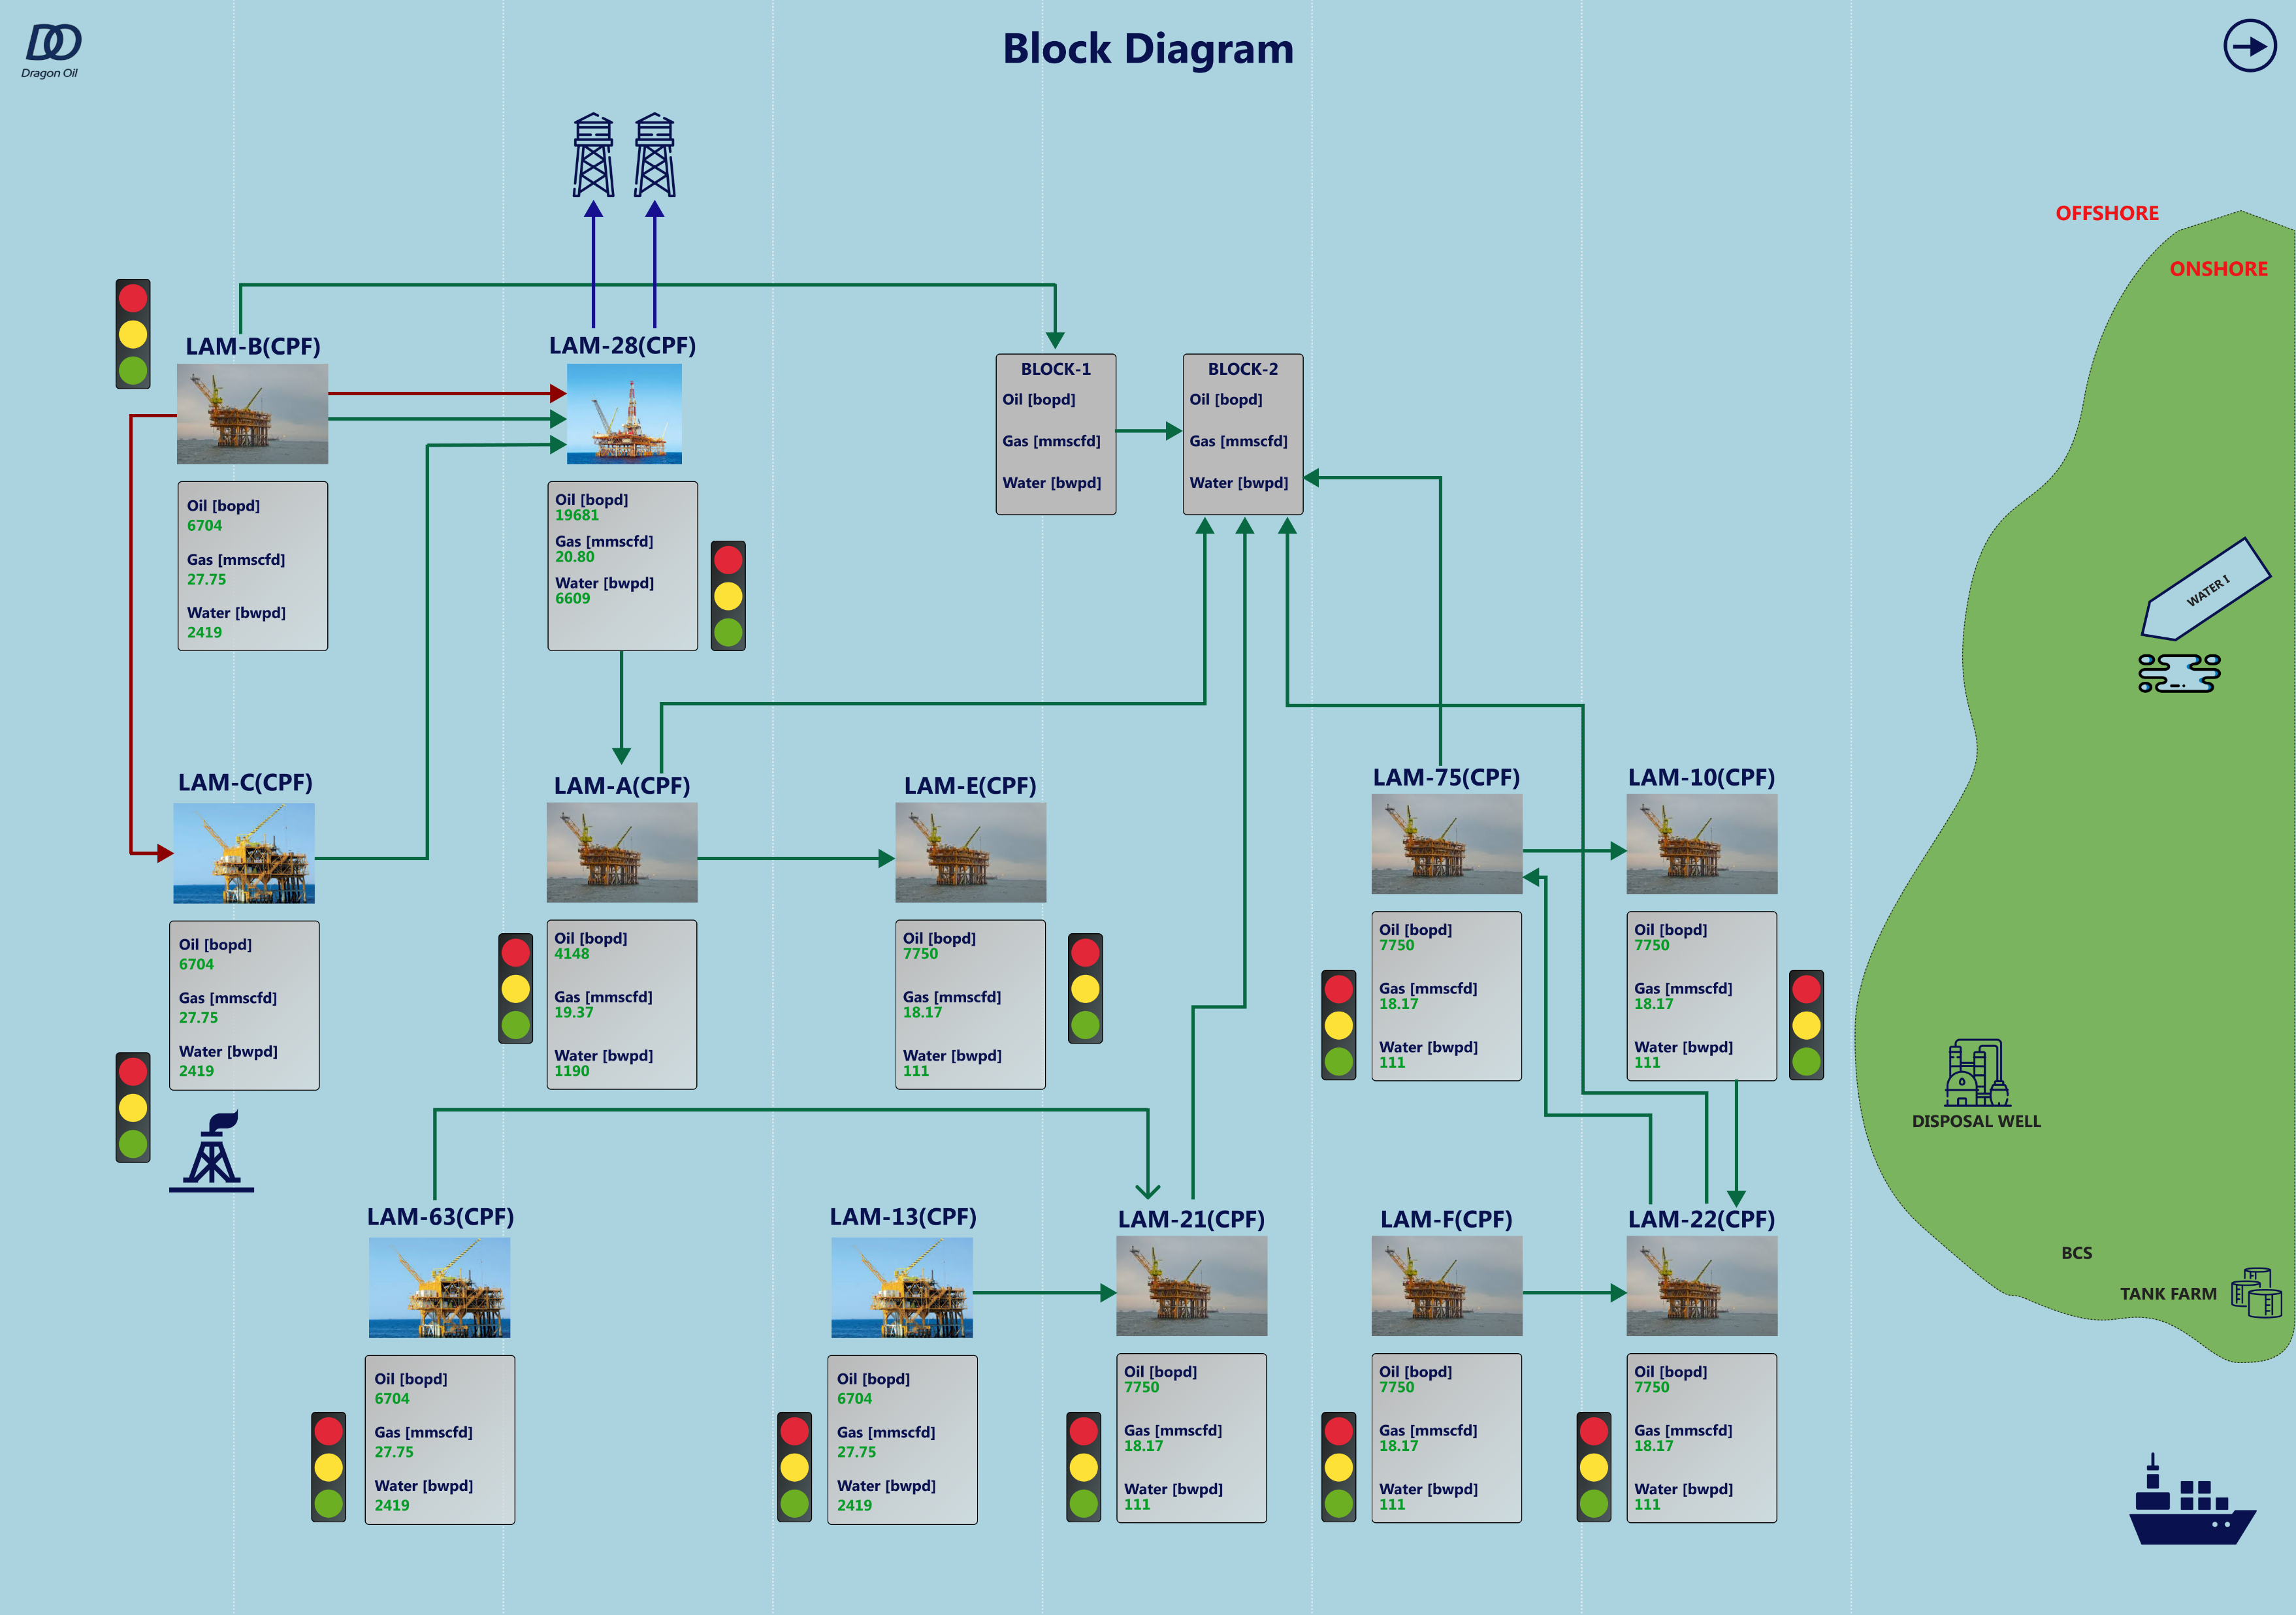 Dragon Oil
Block Diagram
OFFSHORE
ONSHORE
LAM-B(CPF)
Oil [bopd]
6704
Gas [mmscfd]
27.75
Water [bwpd]
2419
LAM-28(CPF)
Oil [bopd]
19681
Gas [mmscfd]
20.80
Water [bwpd]
6609
BLOCK-1
Oil [bopd]
Gas [mmscfd]
Water [bwpd]
BLOCK-2
Oil [bopd]
Gas [mmscfd]
Water [bwpd]
WATER I
LAM-C(CPF)
Oil [bopd]
6704
Gas [mmscfd]
27.75
Water [bwpd]
2419
LAM-A(CPF)
Oil [bopd]
4148
Gas [mmscfd]
19.37
Water [bwpd]
1190
LAM-E(CPF)
Oil [bopd]
7750
Gas [mmscfd]
18.17
Water [bwpd]
111
LAM-75(CPF)
Oil [bopd]
7750
Gas [mmscfd]
18.17
Water [bwpd]
111
LAM-10(CPF)
Oil [bopd]
7750
Gas [mmscfd]
18.17
Water [bwpd]
111
DISPOSAL WELL
LAM-63(CPF)
Oil [bopd]
6704
Gas [mmscfd]
27.75
Water [bwpd]
2419
LAM-13(CPF)
Oil [bopd]
6704
Gas [mmscfd]
27.75
Water [bwpd]
2419
LAM-21(CPF)
Oil [bopd]
7750
Gas [mmscfd]
18.17
Water [bwpd]
111
LAM-F(CPF)
Oil [bopd]
7750
Gas [mmscfd]
18.17
Water [bwpd]
111
LAM-22(CPF)
Oil [bopd]
7750
Gas [mmscfd]
18.17
Water [bwpd]
111
BCS
TANK FARM